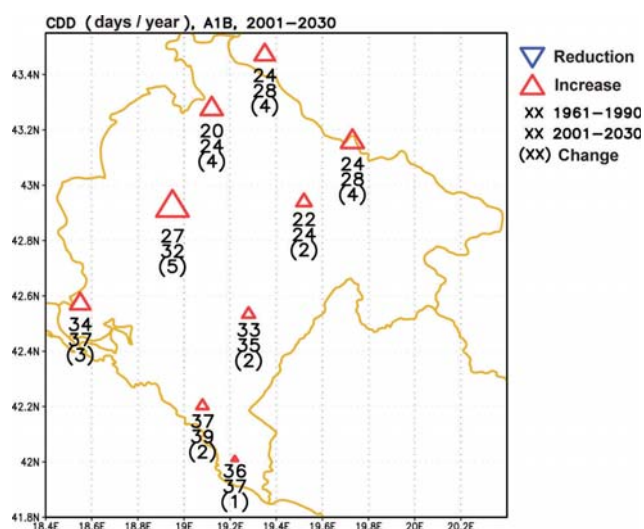 CDD (days / year), A1B, 2001–2030
43.4N
43.2N
43N
42.8N
42.6N
42.4N
42.2N
42N
41.8N
18.4E
18.6E
18.8E
19E
19.2E
19.4E
19.6E
19.8E
20E
20.2E
24
28
(4)
20
24
(4)
24
28
(4)
22
24
(2)
27
32
(5)
34
37
(3)
33
35
(2)
37
39
(2)
36
37
(1)
Reduction
Increase
XX 1961–1990
XX 2001–2030
(XX) Change